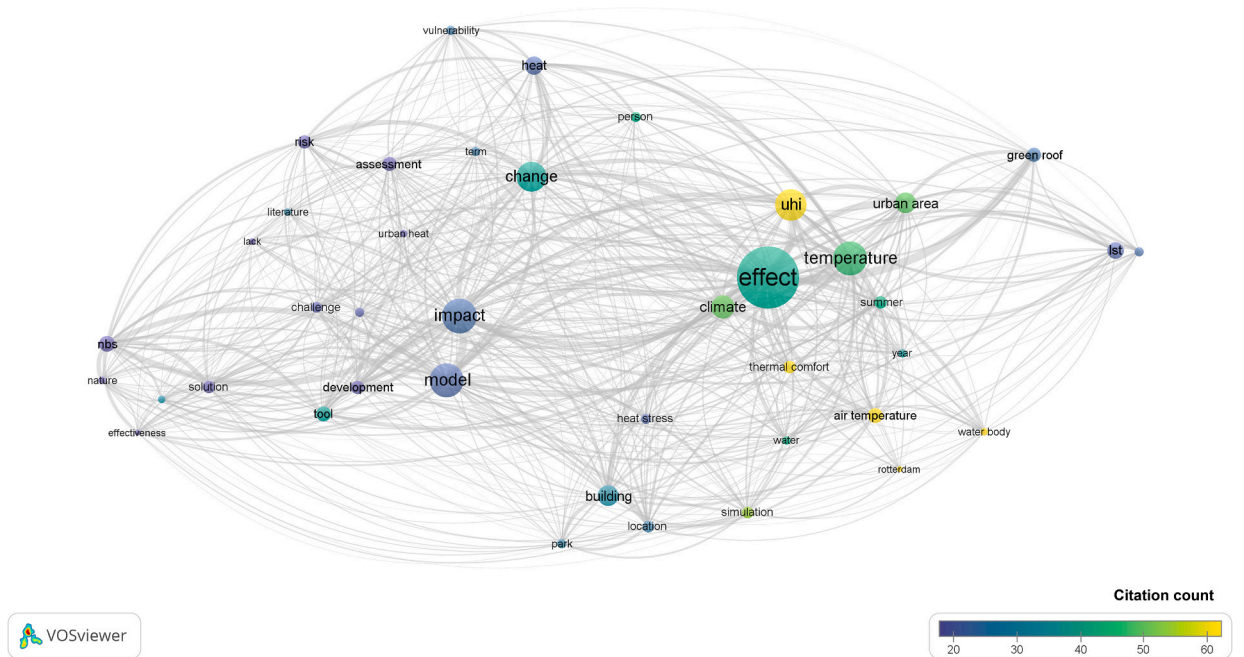 vulnerability
heat
person
risk
term
assessment
green roof
change
uhi
urban area
literature
urban heat
lack
lst
temperature
effect
climate
summer
challenge
impact
nbs
year
thermal comfort
nature
solution
development
model
tool
heat stress
air temperature
effectiveness
water body
water
rotterdam
building
simulation
location
park
Citation count
VOSviewer
20 30 40 50 60